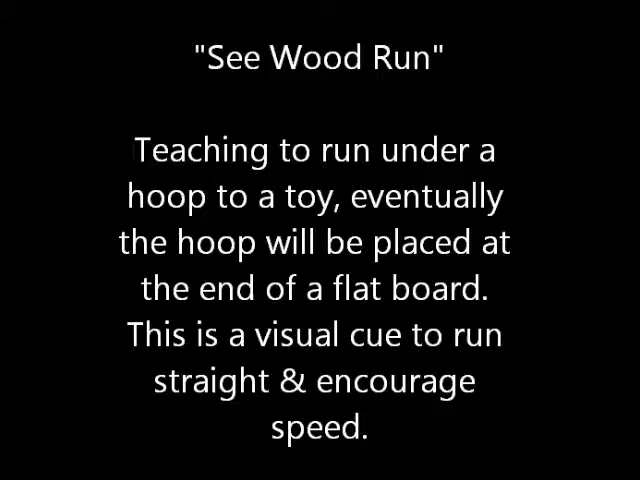 "See Wood Run"
Teaching to run under a
hoop to a toy, eventually
the hoop will be placed at
the end of a flat board.
This is a visual cue to run
straight & encourage
speed.